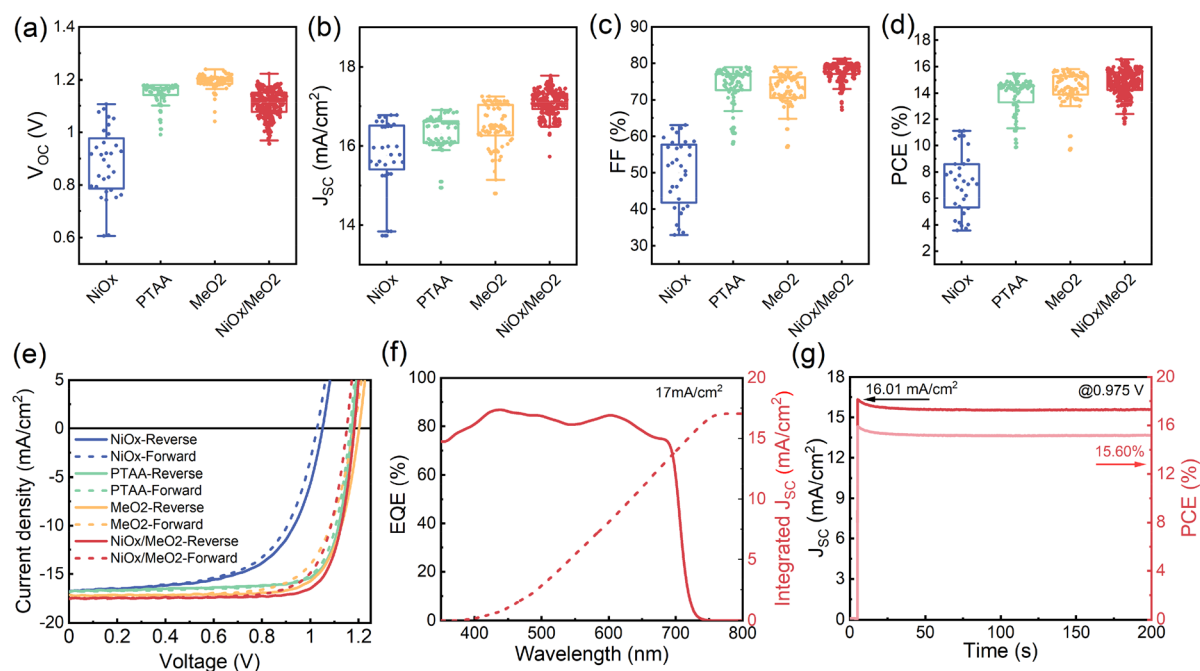 (a)
1.4
1.2
1.0
0.8
0.6
V_OC (V)
NiOx
PTAA
MeO2
NiOx/MeO2
(b)
18
16
14
J_SC (mA/cm²)
NiOx
PTAA
MeO2
NiOx/MeO2
(c)
90
80
70
60
50
40
30
FF (%)
NiOx
PTAA
MeO2
NiOx/MeO2
(d)
18
16
14
12
10
8
6
4
2
0
PCE (%)
NiOx
PTAA
MeO2
NiOx/MeO2
(e)
5
0
-5
-10
-15
-20
Current density (mA/cm²)
NiOx-Reverse
NiOx-Forward
PTAA-Reverse
PTAA-Forward
MeO2-Reverse
MeO2-Forward
NiOx/MeO2-Reverse
NiOx/MeO2-Forward
0
0.2
0.4
0.6
0.8
1
1.2
Voltage (V)
(f)
100
80
60
40
20
0
EQE (%)
17mA/cm²
20
15
10
5
0
Integrated J_SC (mA/cm²)
400
500
600
700
800
Wavelength (nm)
(g)
18
15
12
9
6
3
0
J_SC (mA/cm²)
16.01 mA/cm²
@0.975 V
15.60%
20
18
16
12
8
4
0
PCE (%)
0
50
100
150
200
Time (s)